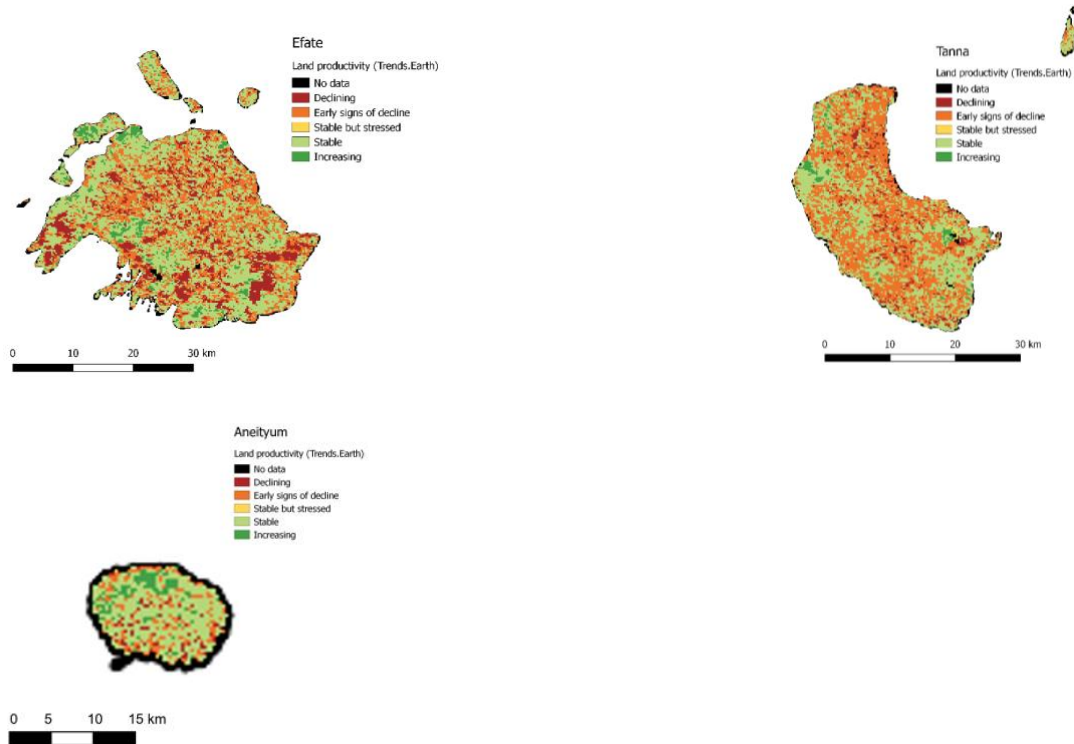 Efate
Land productivity (Trends.Earth)
No data
Declining
Early signs of decline
Stable but stressed
Stable
Increasing
0 10 20 30 km
Tanna
Land productivity (Trends.Earth)
No data
Declining
Early signs of decline
Stable but stressed
Stable
Increasing
0 10 20 30 km
Aneityum
Land productivity (Trends.Earth)
No data
Declining
Early signs of decline
Stable but stressed
Stable
Increasing
0 5 10 15 km